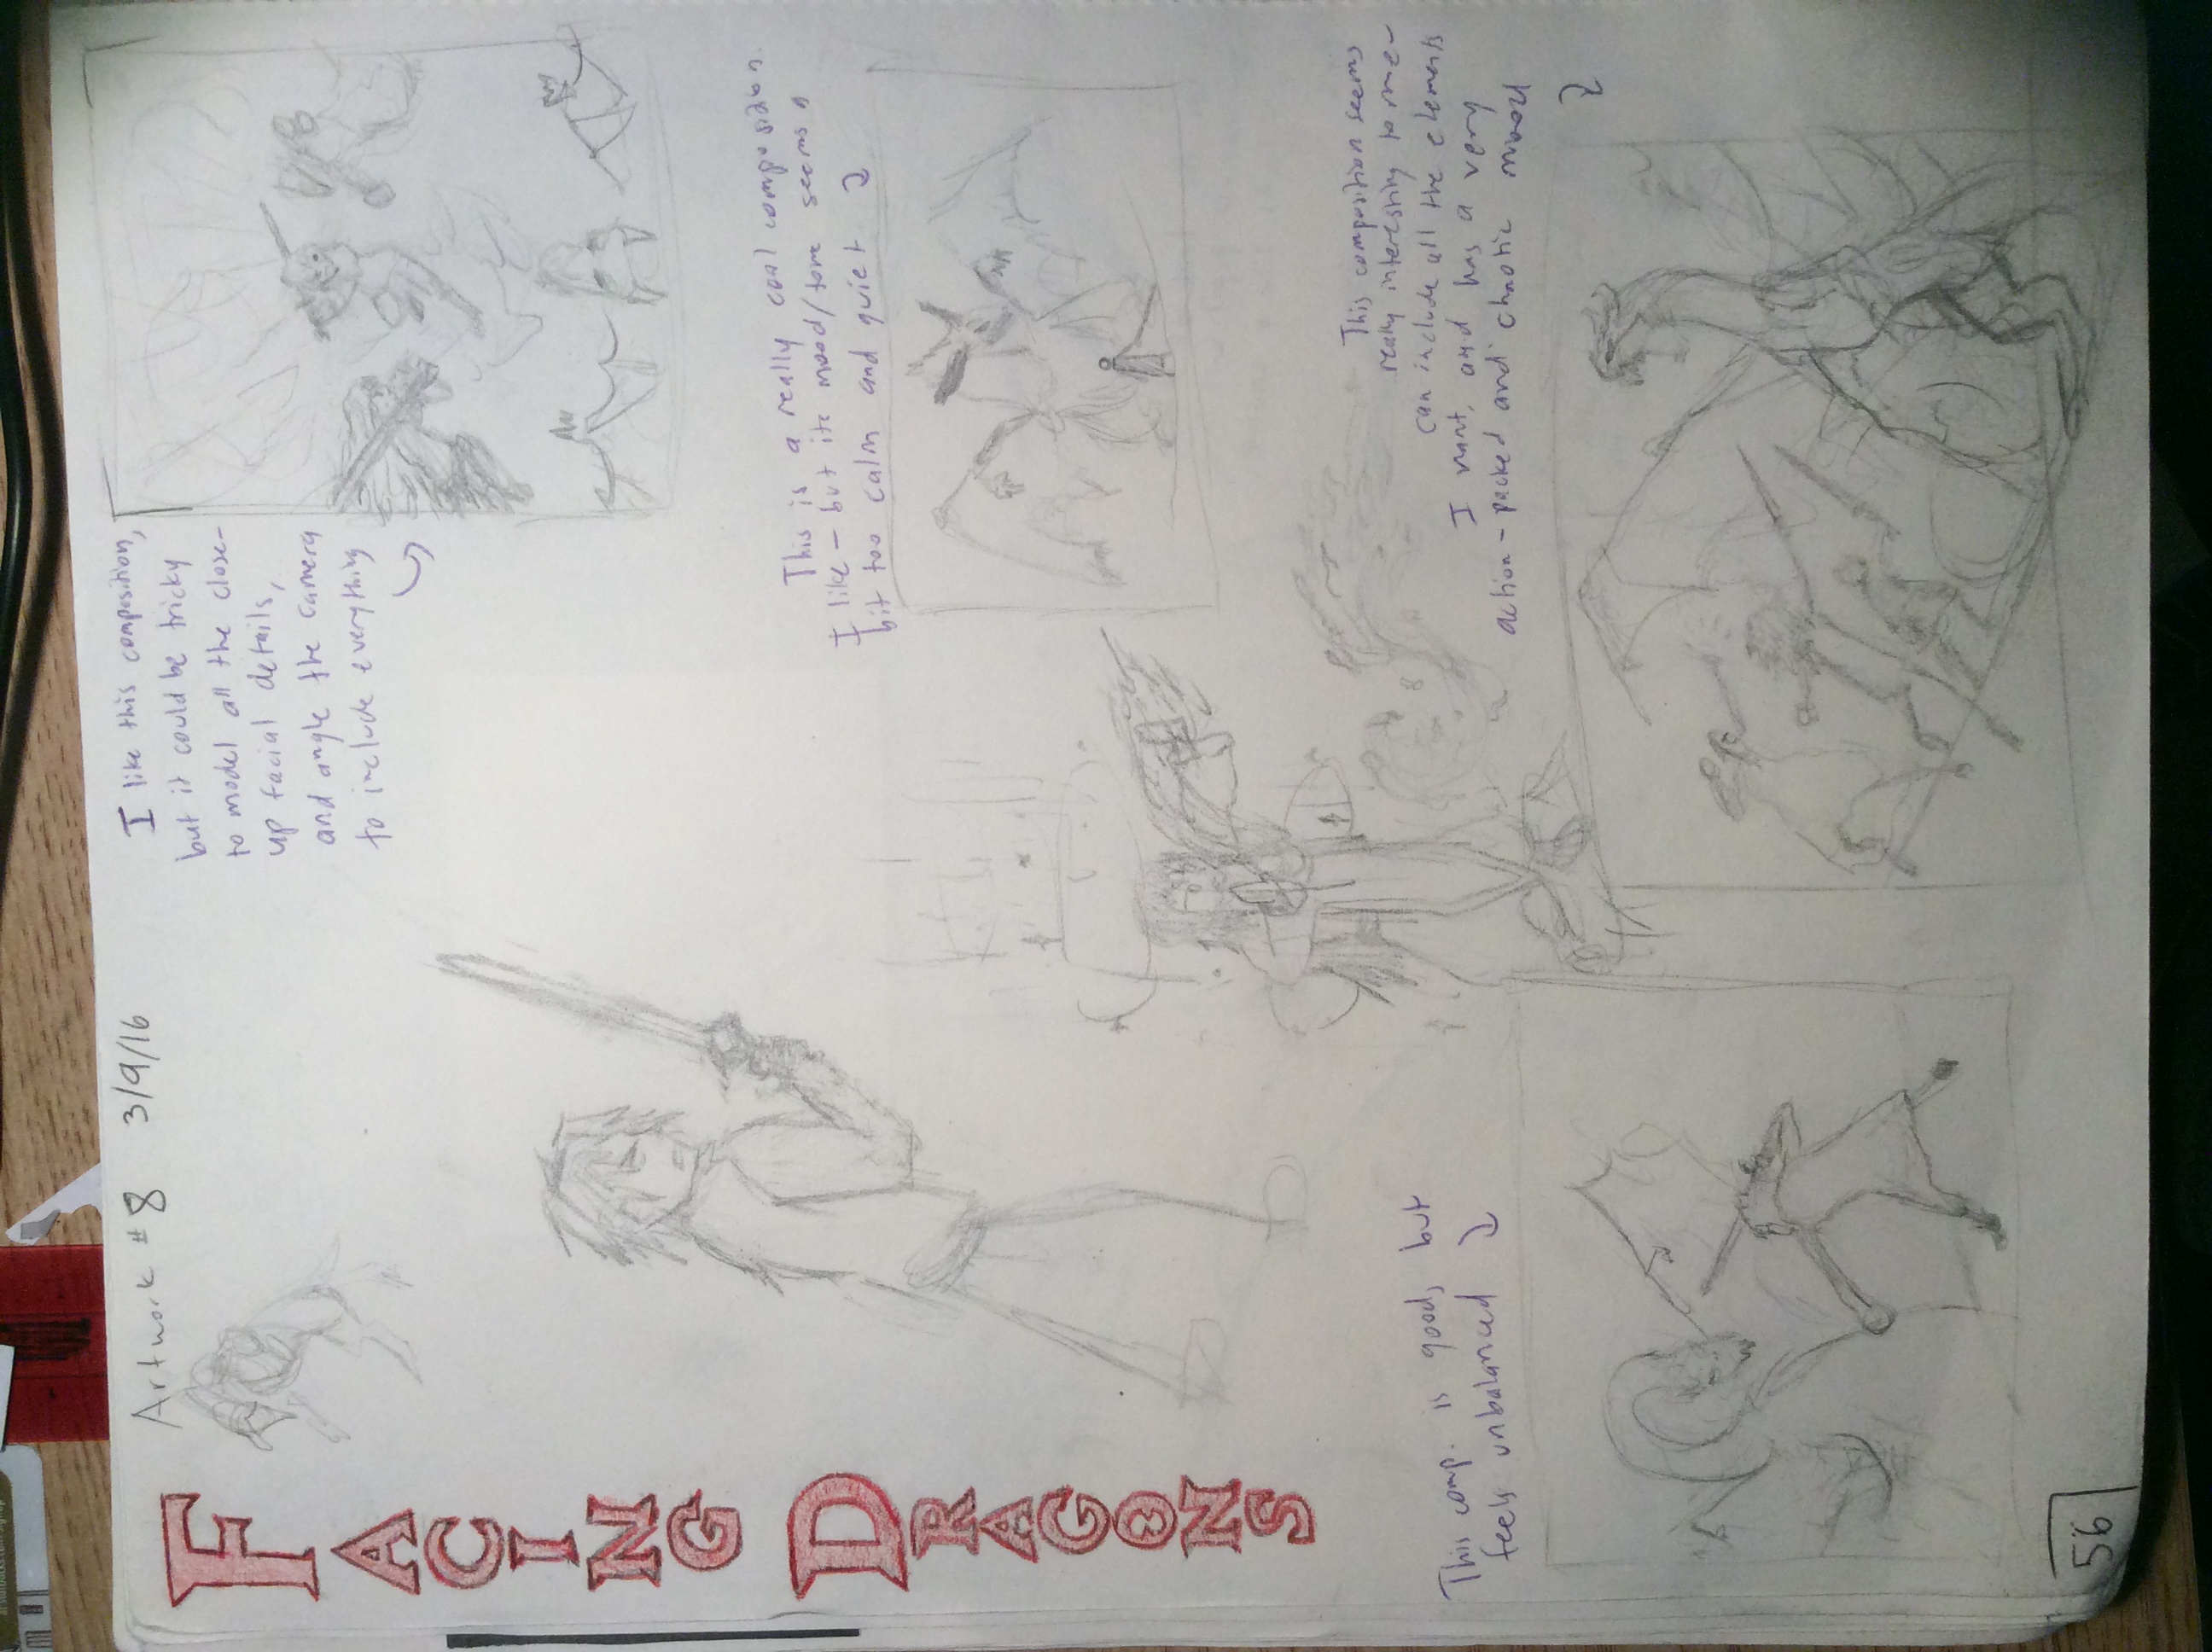 FACING DRAGONS
Artwork #8 3/9/16
I like this composition,
but it could be tricky
to model all the close-
up facial details,
and angle the camera
to include everything
This is a really cool composition
I like - but its mood/tone seems a
bit too calm and quiet
This comp. is good, but
feels unbalanced
This composition seems
really interesting to me -
can include all the elements
I want, and has a very
action-packed and chaotic mood
56